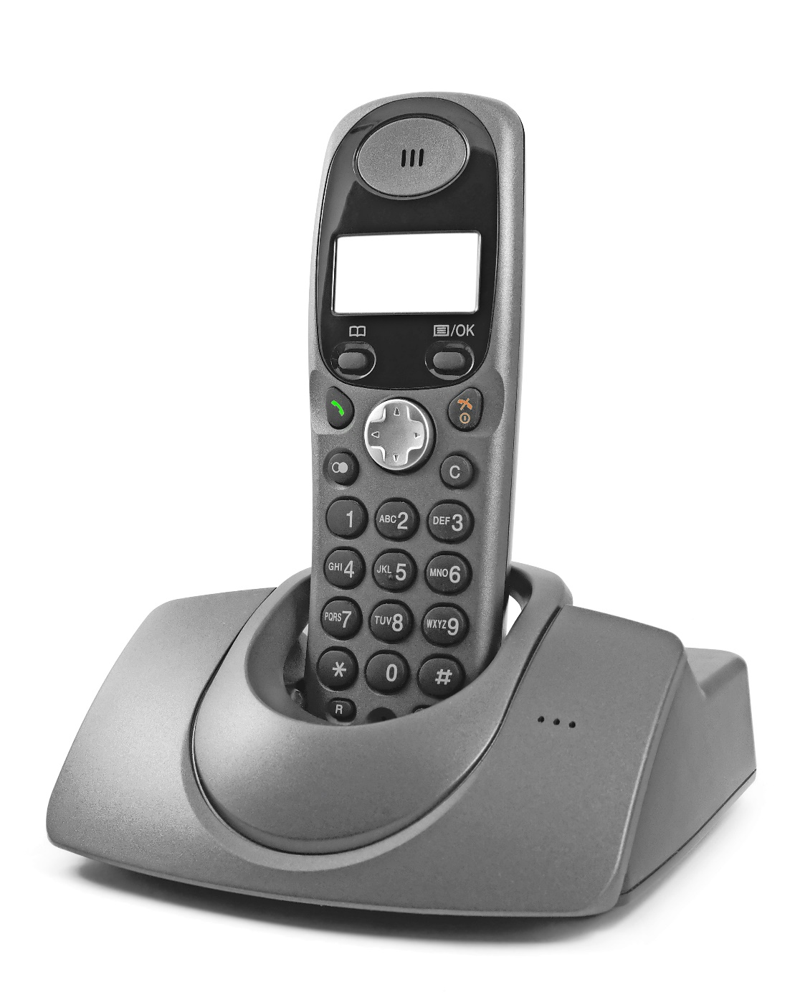 /OK
C
1 ABC2 DEF3
GHI4 JKL5 MNO6
PQRS7 TUV8 WXYZ9
* 0 #
R